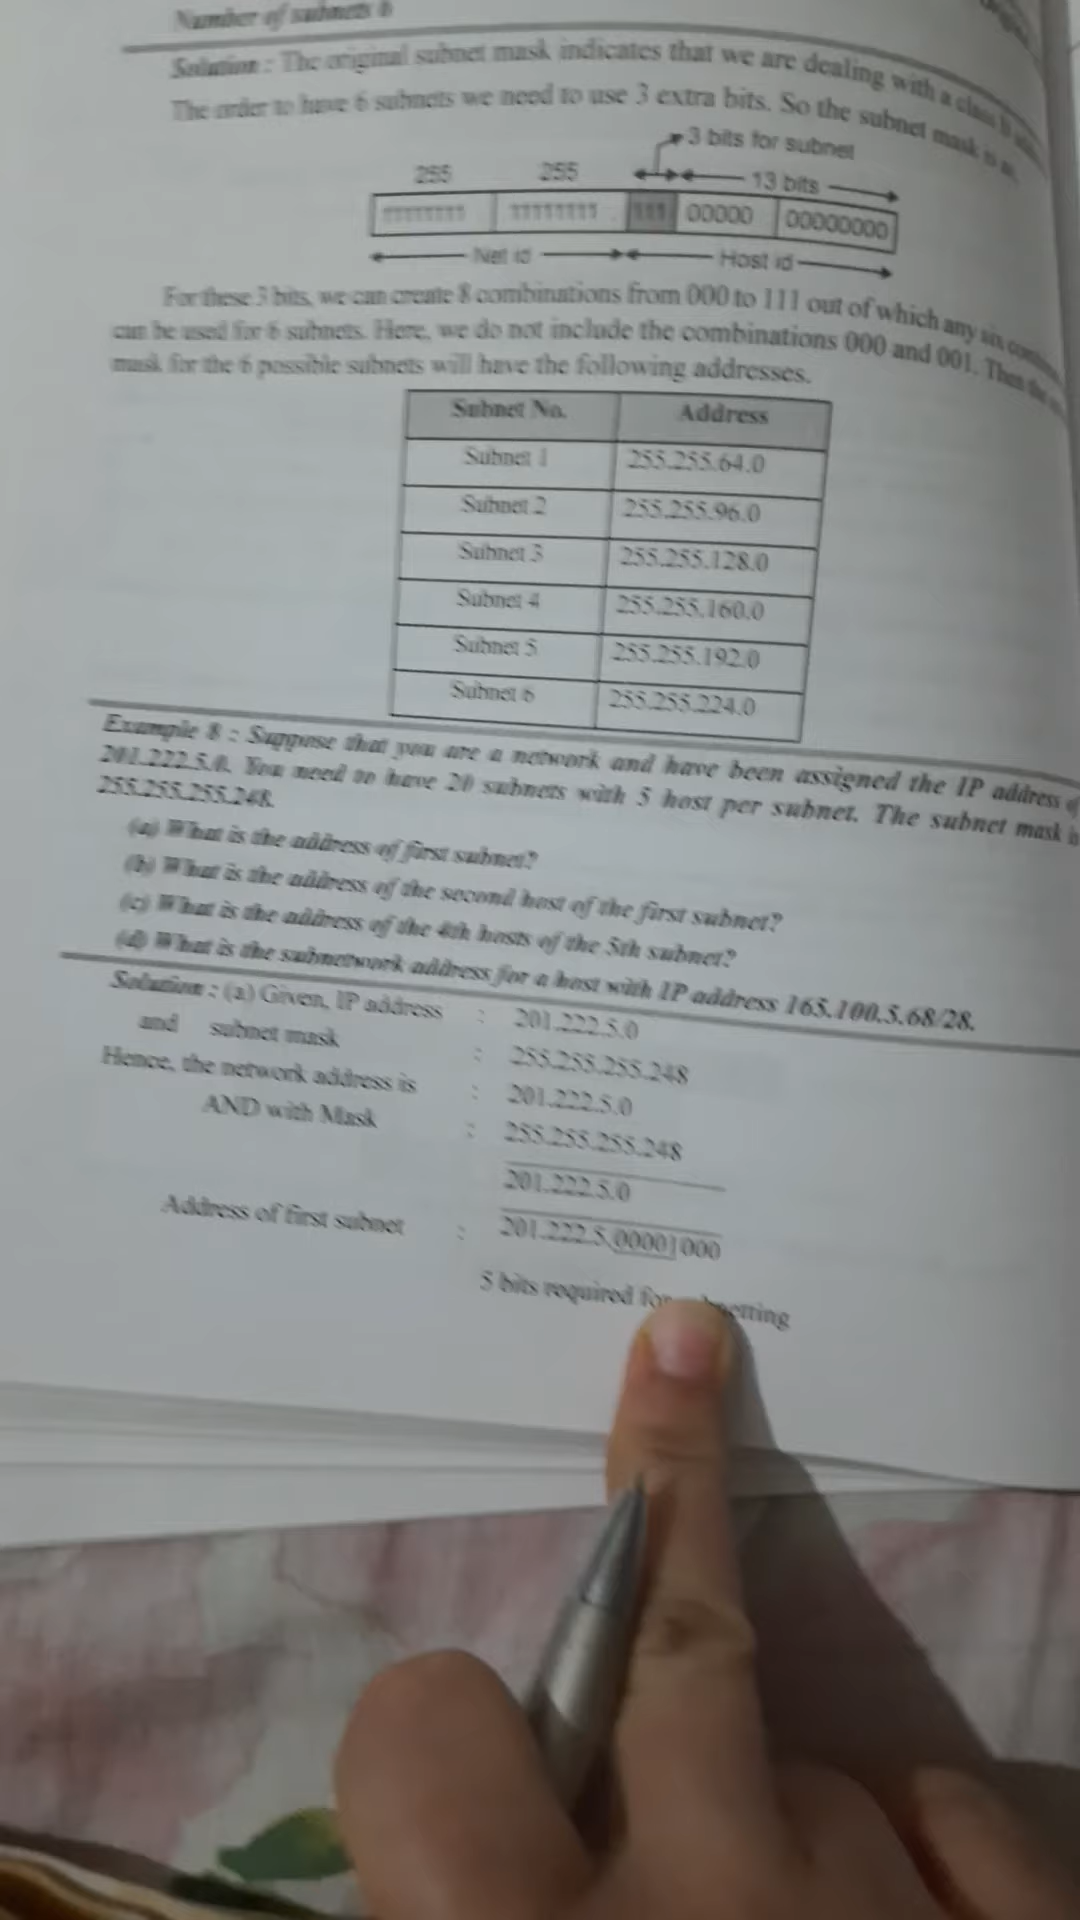 Number of subnets 6
Solution : The original subnet mask indicates that we are dealing with a class B
The order to have 6 subnets we need to use 3 extra bits. So the subnet mask is
3 bits for subnet
255 255 13 bits
11111111 11111111 111 00000 00000000
Net id Host id
For these 3 bits, we can create 8 combinations from 000 to 111 out of which any six
can be used for 6 subnets. Here, we do not include the combinations 000 and 001. Then the
mask for the 6 possible subnets will have the following addresses.
Subnet No. Address
Subnet 1 255.255.64.0
Subnet 2 255.255.96.0
Subnet 3 255.255.128.0
Subnet 4 255.255.160.0
Subnet 5 255.255.192.0
Subnet 6 255.255.224.0
Example 8 : Suppose that you are a network and have been assigned the IP address of
201.222.5.0. You need to have 20 subnets with 5 host per subnet. The subnet mask is
255.255.255.248.
(a) What is the address of first subnet?
(b) What is the address of the second host of the first subnet?
(c) What is the address of the 4th hosts of the 5th subnet?
(d) What is the subnetwork address for a host with IP address 165.100.5.68/28.
Solution : (a) Given, IP address : 201.222.5.0
and subnet mask : 255.255.255.248
Hence, the network address is : 201.222.5.0
AND with Mask : 255.255.255.248
201.222.5.0
Address of first subnet : 201.222.5.00001000
5 bits required for